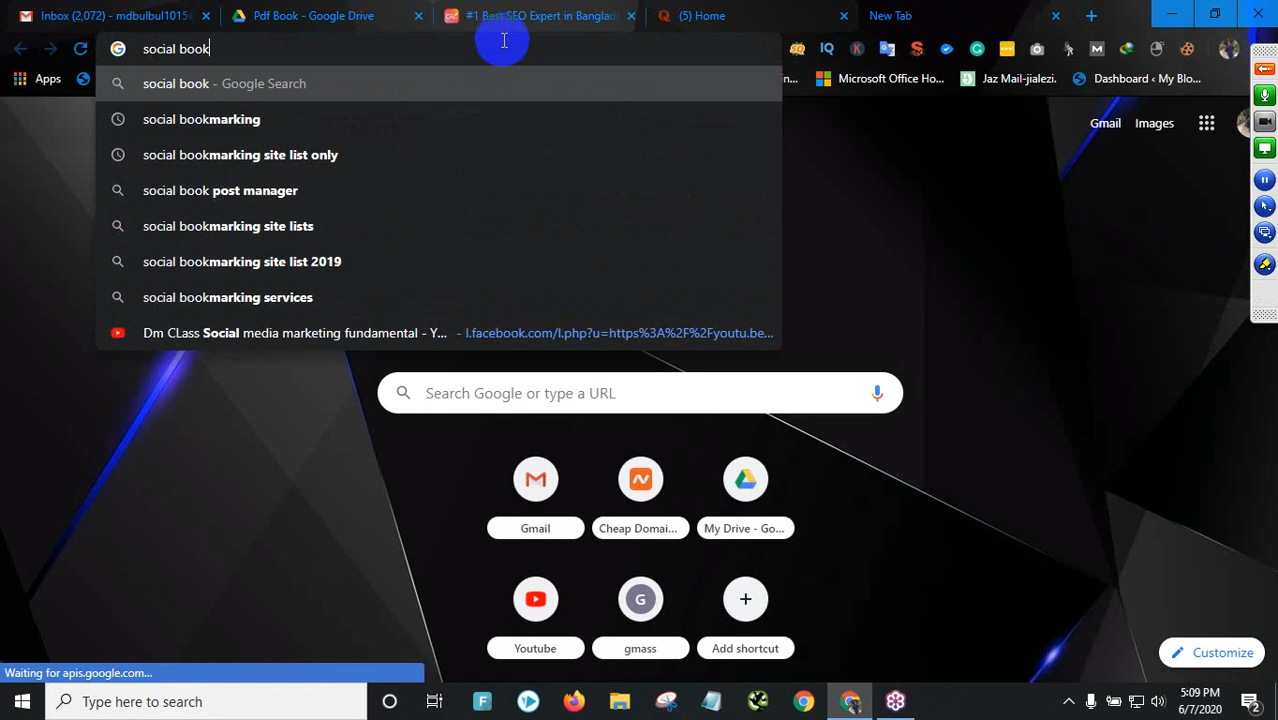 Inbox (2,072) - mdbulbul1015@ Pdf Book - Google Drive #1 Best SEO Expert in Banglad (5) Home New Tab
social book
Apps Microsoft Office Ho... Jaz Mail-jialezi. Dashboard ‹ My Blo...
social book - Google Search
social bookmarking
social bookmarking site list only
social book post manager
social bookmarking site lists
social bookmarking site list 2019
social bookmarking services
Dm CLass Social media marketing fundamental - Y... - l.facebook.com/l.php?u=https%3A%2F%2Fyoutu.be...
Gmail Images
Search Google or type a URL
Gmail Cheap Domai... My Drive - Go...
Youtube gmass Add shortcut
Customize
Waiting for apis.google.com...
Type here to search
5:09 PM
6/7/2020